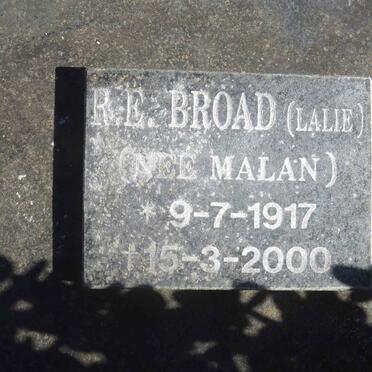 R.E. BROAD (LALIE)
(NEE MALAN)
* 9-7-1917
† 15-3-2000